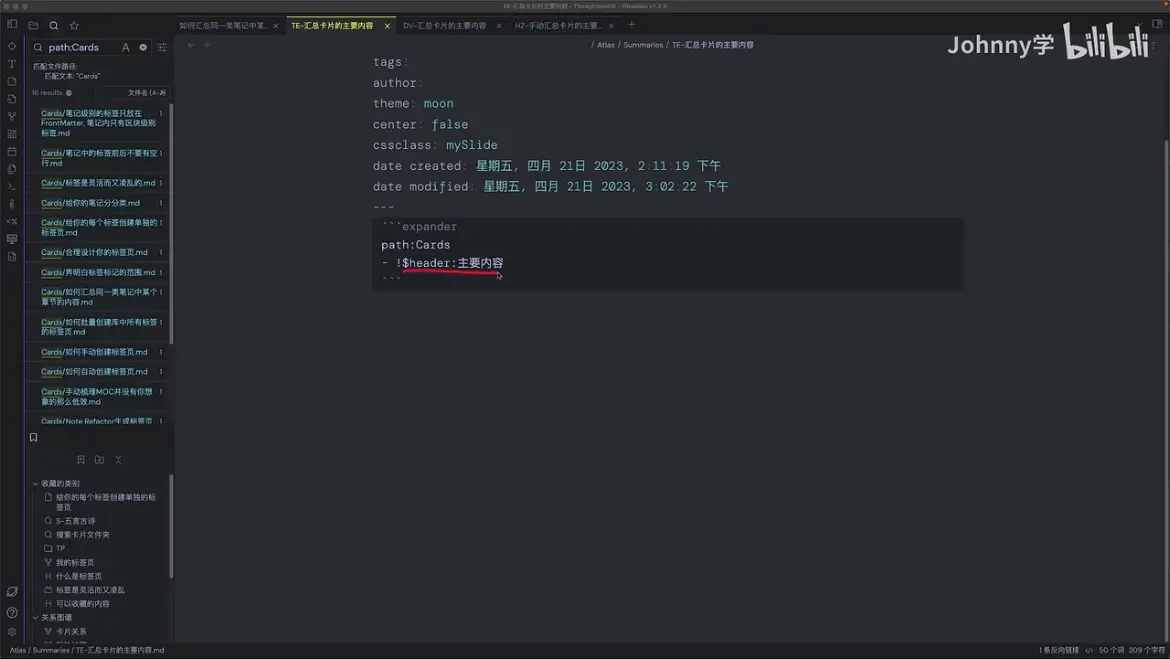 TE-汇总卡片的主要内容 - ThoughtsInOB - Obsidian v1.2.5
如何汇总同一类笔记中某...
TE-汇总卡片的主要内容
DV-汇总卡片的主要内容
HZ-手动汇总卡片的主要...
path:Cards
匹配文件路径:
匹配文本: "Cards"
16 results
文件名 (A-Z)
Cards/笔记级别的标签只放在
FrontMatter, 笔记内只有区块级别
标签.md
1
Cards/笔记中的标签前后不要有空
行.md
1
Cards/标签是灵活而又凌乱的.md
1
Cards/给你的笔记分分类.md
1
Cards/给你的每个标签创建单独的
标签页.md
1
Cards/合理设计你的标签页.md
1
Cards/弄明白标签标记的范围.md
1
Cards/如何汇总同一类笔记中某个
章节的内容.md
1
Cards/如何批量创建库中所有标签
的标签页.md
1
Cards/如何手动创建标签页.md
1
Cards/如何自动创建标签页.md
1
Cards/手动梳理MOC并没有你想
象的那么低效.md
1
Cards/Note Refactor生成标签页
1
收藏的类别
给你的每个标签创建单独的标
签页
S-五言古诗
搜索卡片文件夹
TP
我的标签页
什么是标签页
标签是灵活而又凌乱
可以收藏的内容
关系图谱
卡片关系
/ Atlas / Summaries / TE-汇总卡片的主要内容
Johnny学 bilibili
tags:
author:
theme: moon
center: false
cssclass: mySlide
date created: 星期五, 四月 21日 2023, 2:11:19 下午
date modified: 星期五, 四月 21日 2023, 3:02:22 下午
---
```expander
path:Cards
- !$header:主要内容
```
Atlas / Summaries / TE-汇总卡片的主要内容.md
1 条反向链接
50 个词
209 个字符